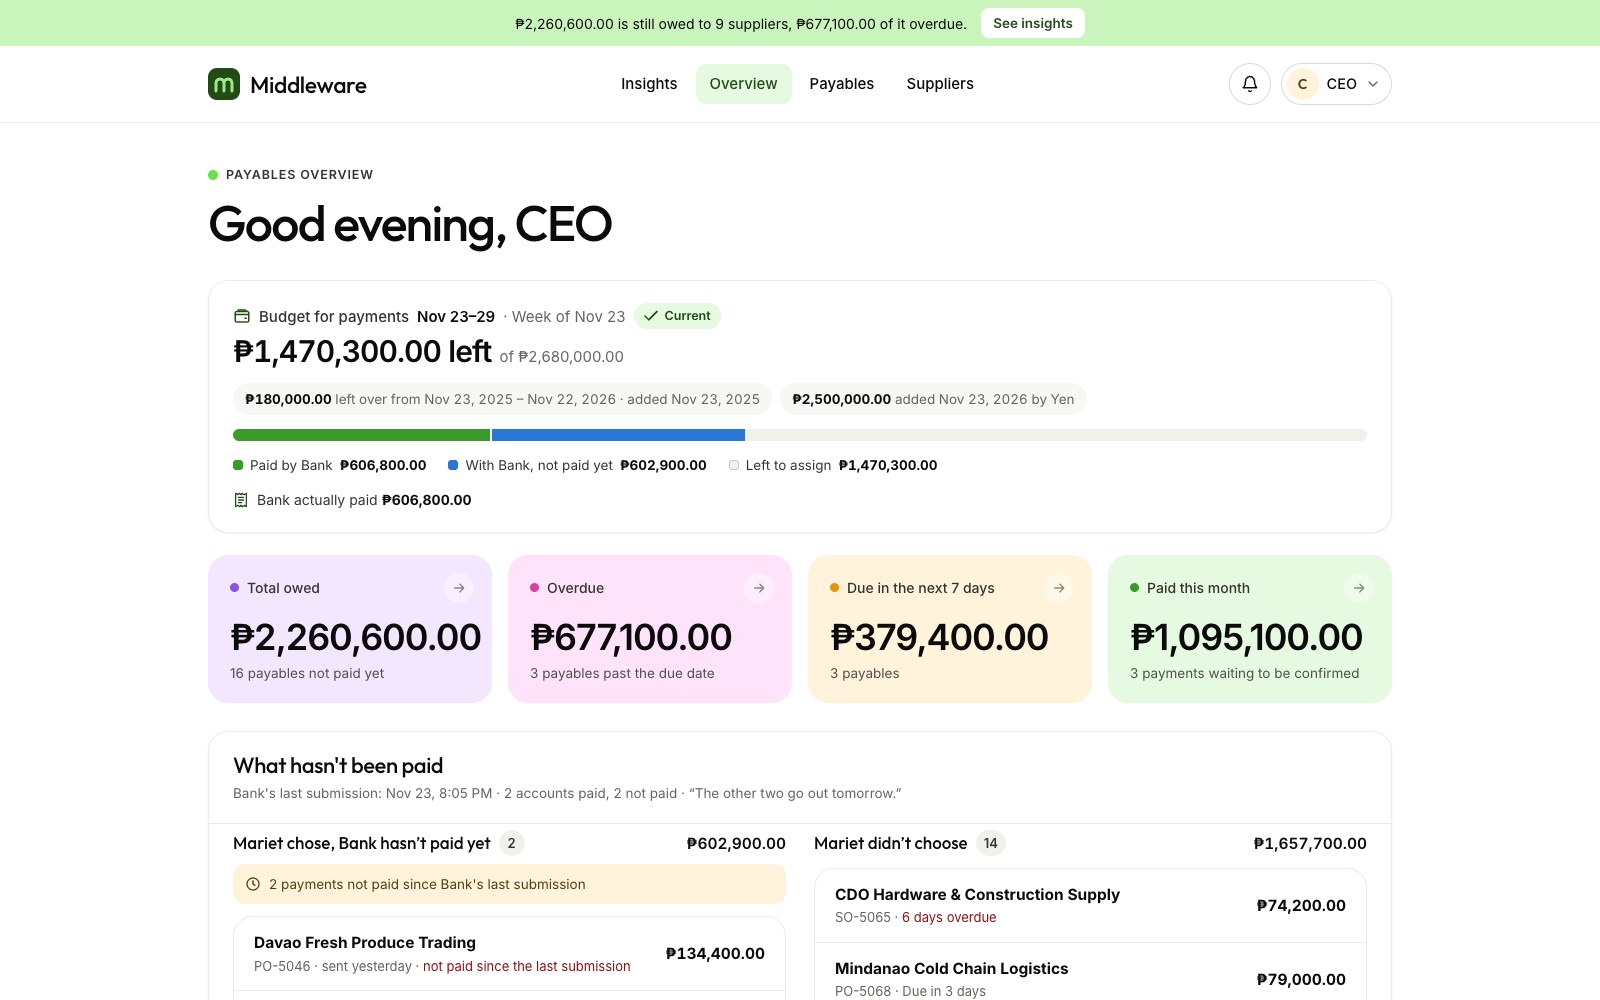 ₱2,260,600.00 is still owed to 9 suppliers, ₱677,100.00 of it overdue. See insights
m Middleware
Insights Overview Payables Suppliers
C CEO
PAYABLES OVERVIEW
Good evening, CEO
Budget for payments Nov 23–29 · Week of Nov 23 Current
₱1,470,300.00 left of ₱2,680,000.00
₱180,000.00 left over from Nov 23, 2025 – Nov 22, 2026 · added Nov 23, 2025
₱2,500,000.00 added Nov 23, 2026 by Yen
Paid by Bank ₱606,800.00
With Bank, not paid yet ₱602,900.00
Left to assign ₱1,470,300.00
Bank actually paid ₱606,800.00
Total owed
₱2,260,600.00
16 payables not paid yet
Overdue
₱677,100.00
3 payables past the due date
Due in the next 7 days
₱379,400.00
3 payables
Paid this month
₱1,095,100.00
3 payments waiting to be confirmed
What hasn't been paid
Bank's last submission: Nov 23, 8:05 PM · 2 accounts paid, 2 not paid · “The other two go out tomorrow.”
Mariet chose, Bank hasn’t paid yet 2 ₱602,900.00
2 payments not paid since Bank's last submission
Davao Fresh Produce Trading
PO-5046 · sent yesterday · not paid since the last submission
₱134,400.00
Mariet didn’t choose 14 ₱1,657,700.00
CDO Hardware & Construction Supply
SO-5065 · 6 days overdue
₱74,200.00
Mindanao Cold Chain Logistics
PO-5068 · Due in 3 days
₱79,000.00